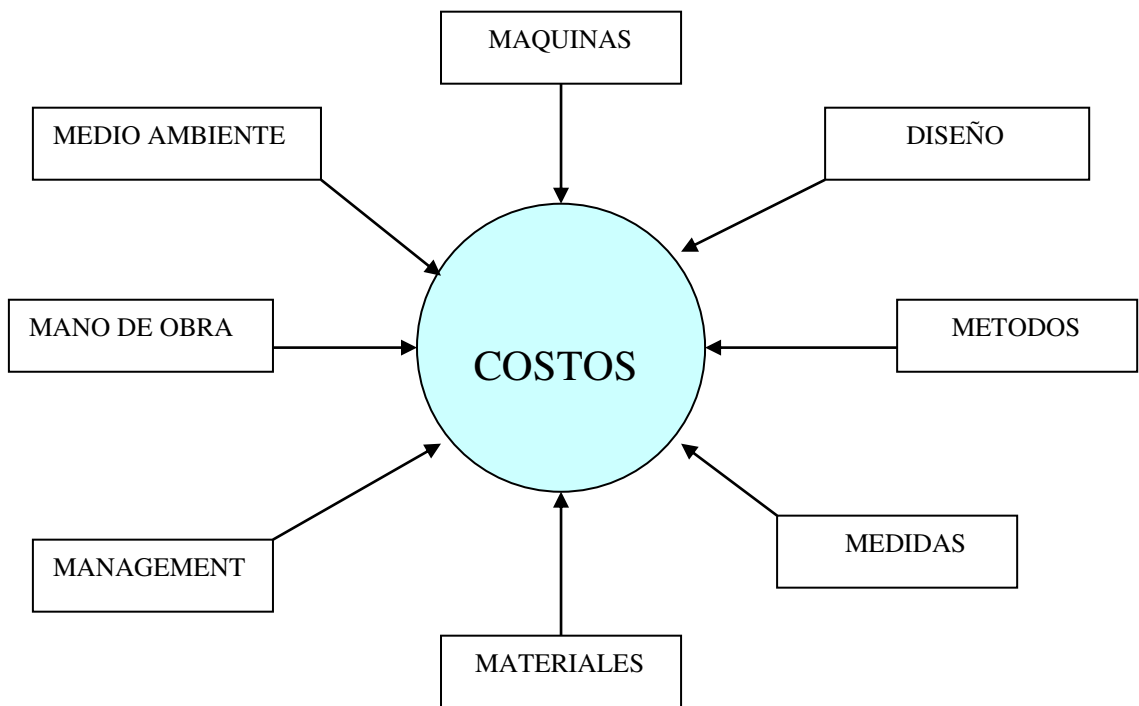 MAQUINAS
MEDIO AMBIENTE
DISEÑO
MANO DE OBRA
COSTOS
METODOS
MANAGEMENT
MEDIDAS
MATERIALES